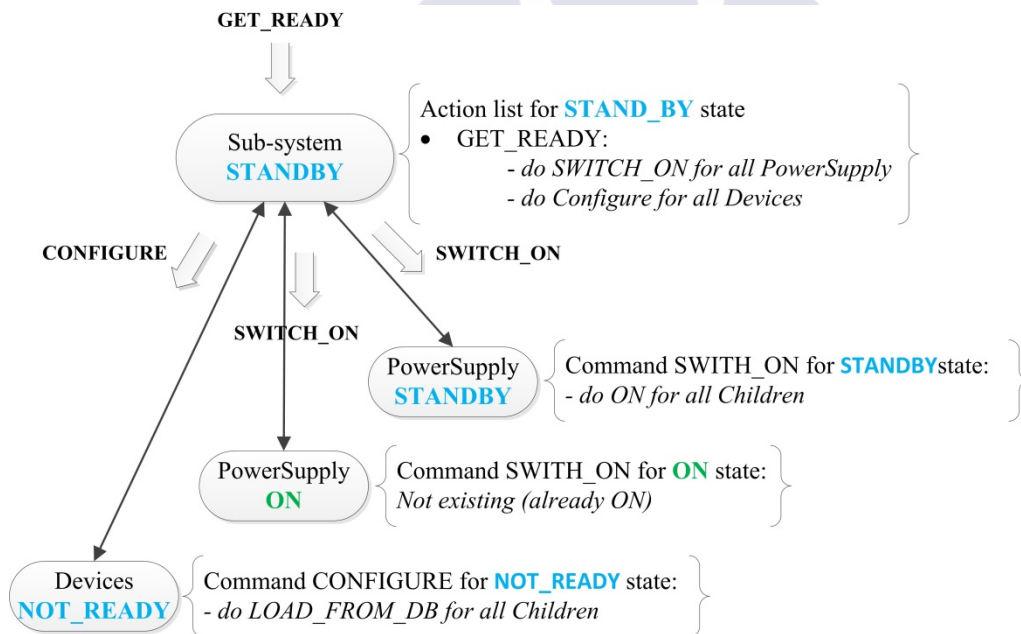 GET_READY
Sub-system
STANDBY
Action list for STAND_BY state
• GET_READY:
- do SWITCH_ON for all PowerSupply
- do Configure for all Devices
CONFIGURE
SWITCH_ON
SWITCH_ON
PowerSupply
STANDBY
Command SWITH_ON for STANDBYstate:
- do ON for all Children
PowerSupply
ON
Command SWITH_ON for ON state:
Not existing (already ON)
Devices
NOT_READY
Command CONFIGURE for NOT_READY state:
- do LOAD_FROM_DB for all Children